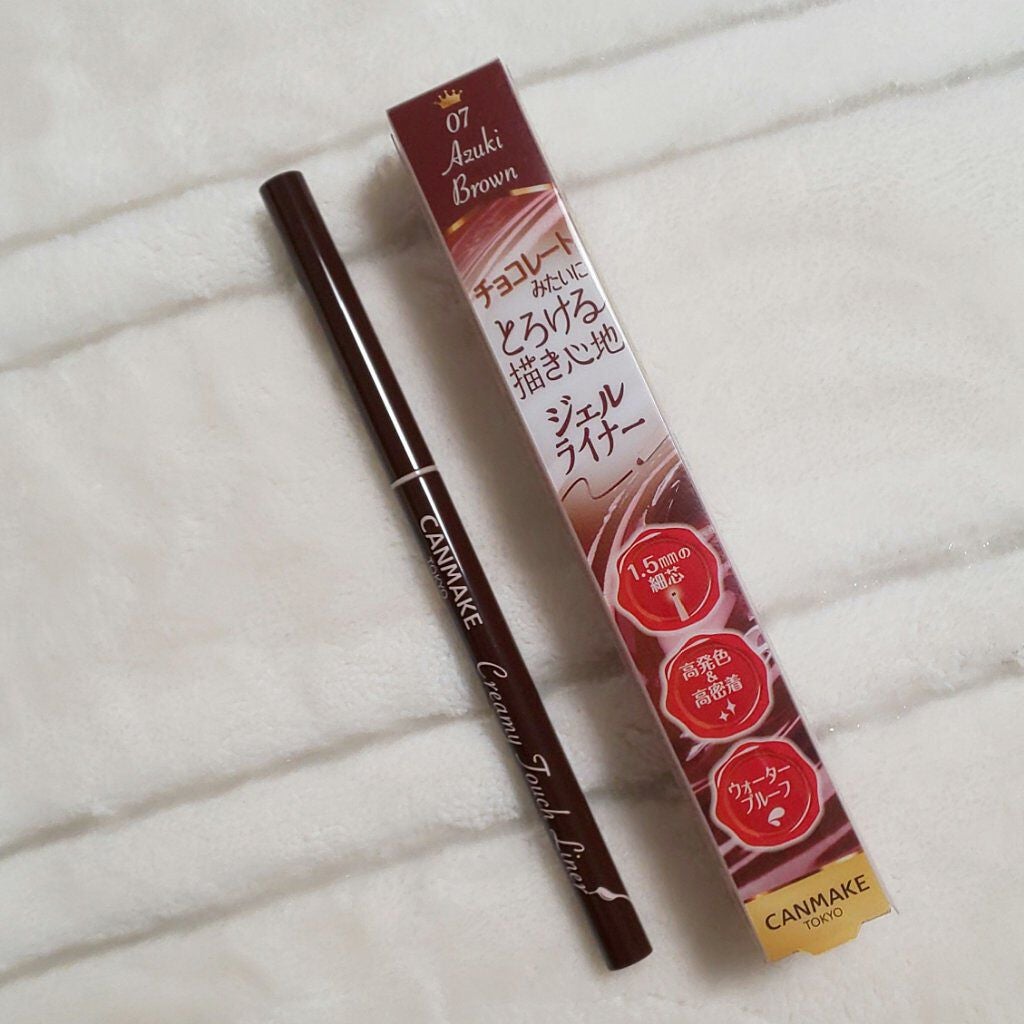 07
Azuki
Brown
チョコレート
みたいに
とろける
描き心地
ジェル
ライナー
1.5mmの
細芯
高発色
&
高密着
ウォーター
プルーフ
CANMAKE
TOKYO
CANMAKE
TOKYO
Creamy Touch Liner